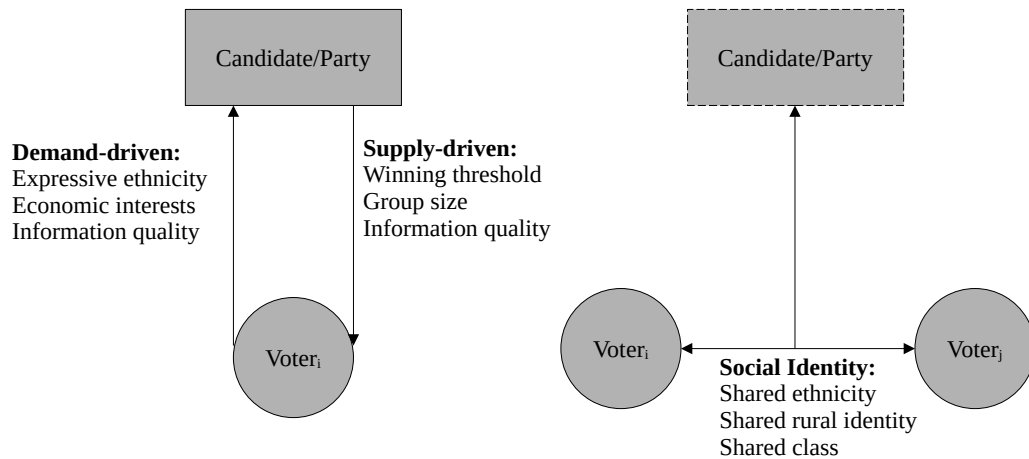 Candidate/Party
Demand-driven:
Expressive ethnicity
Economic interests
Information quality
Supply-driven:
Winning threshold
Group size
Information quality
Voterᵢ
Candidate/Party
Voterᵢ
Voterⱼ
Social Identity:
Shared ethnicity
Shared rural identity
Shared class